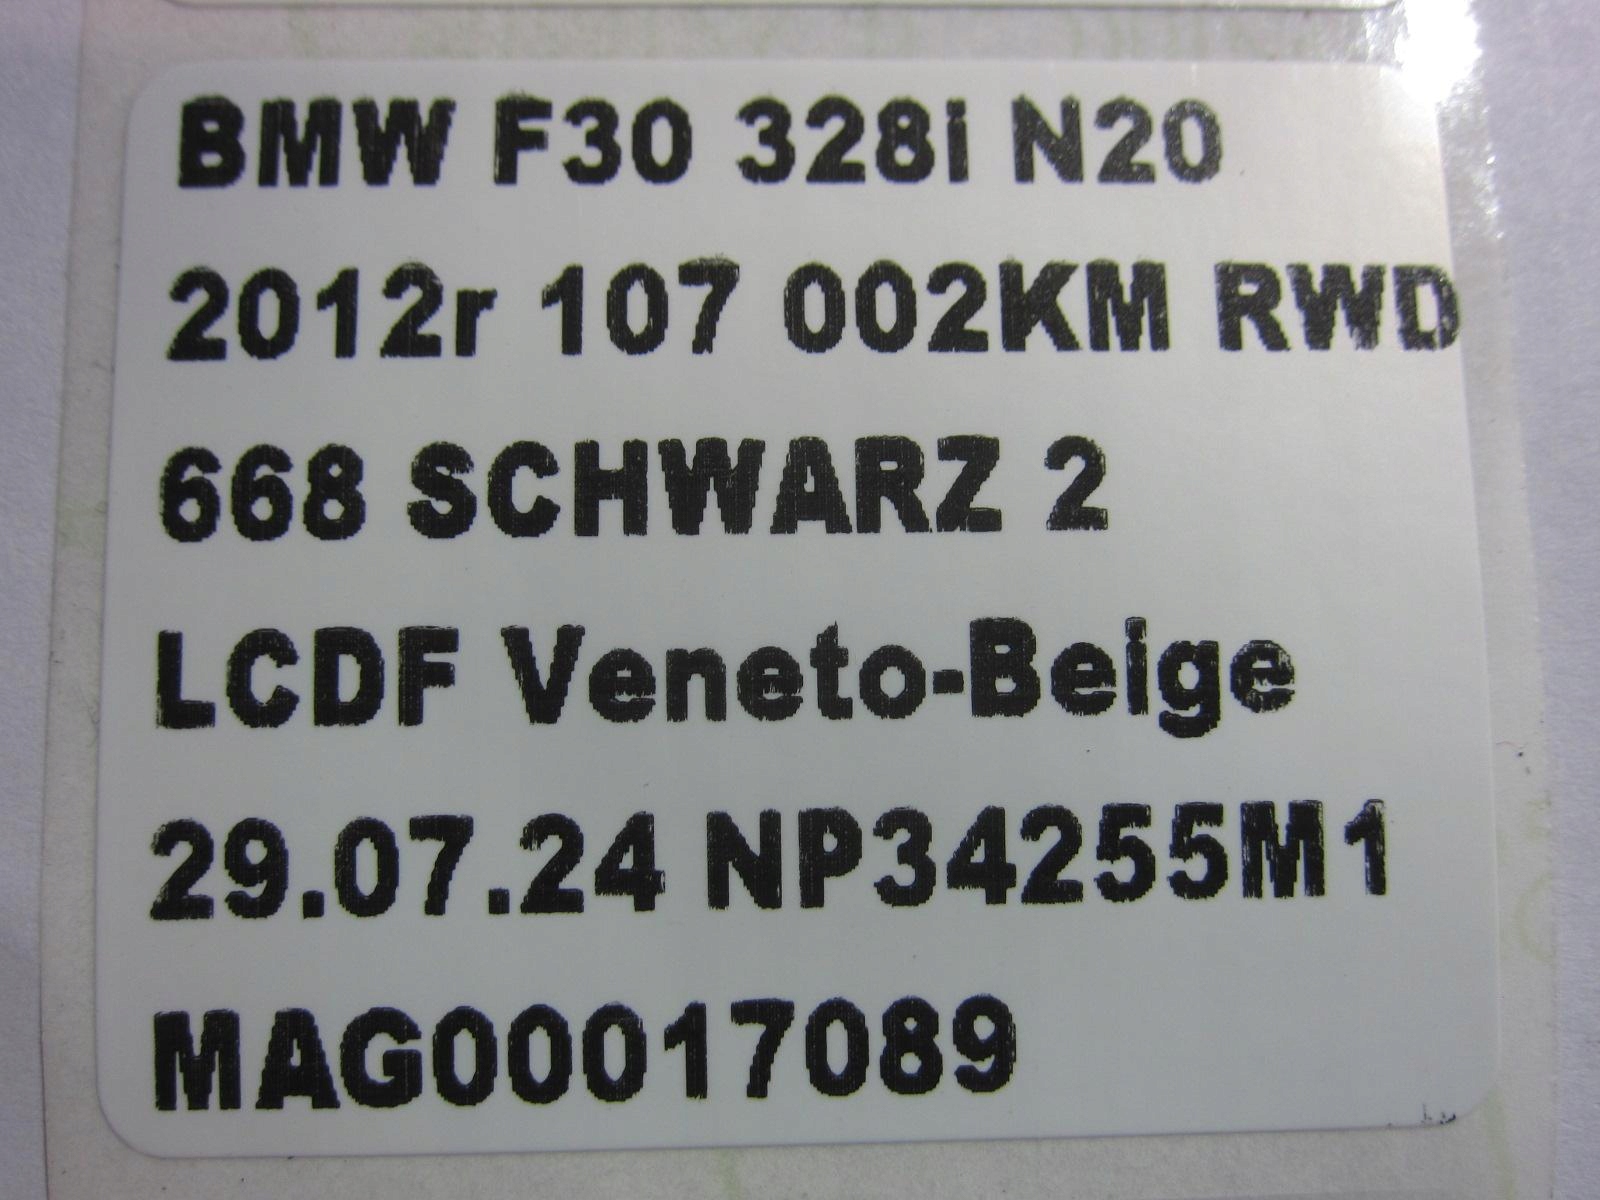 BMW F30 328i N20
2012r 107 002KM RWD
668 SCHWARZ 2
LCDF Veneto-Beige
29.07.24 NP34255M1
MAG00017089